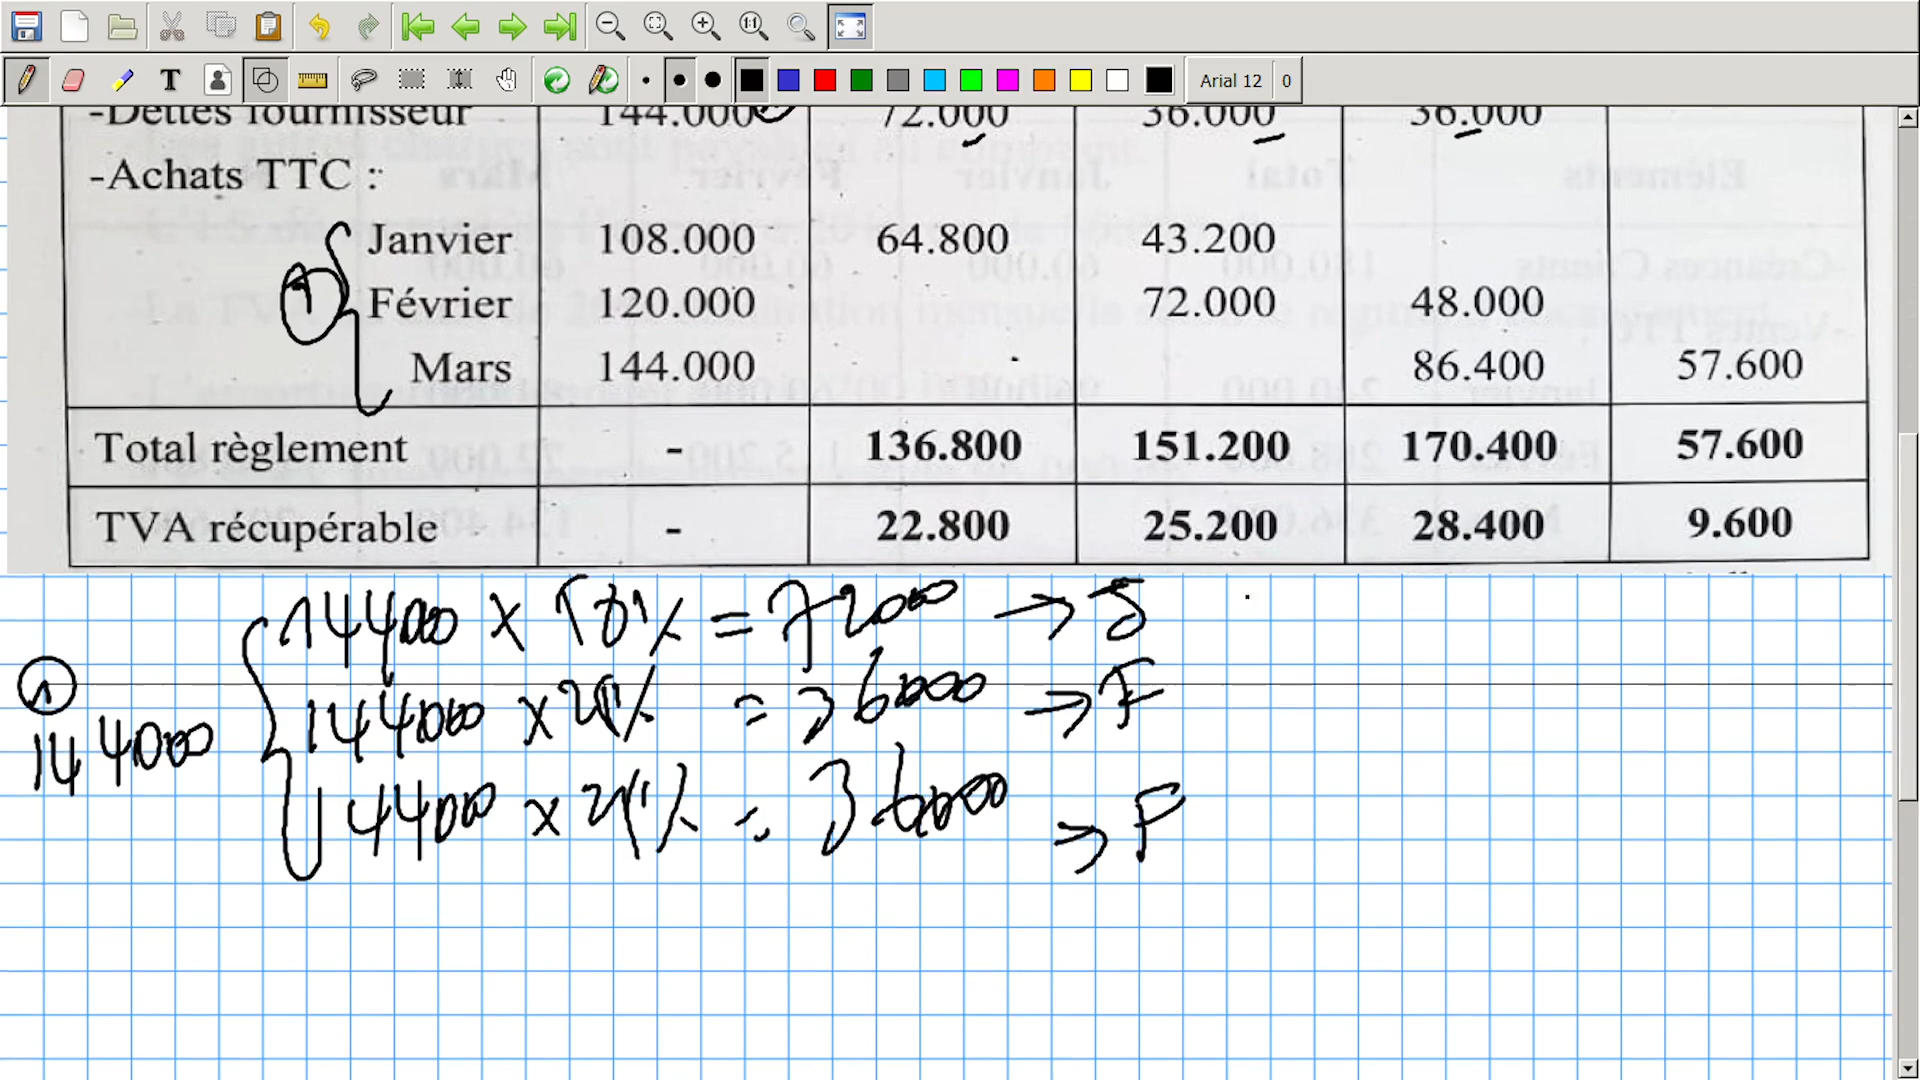 T Arial 12 0
-Dettes fournisseur 144.000 72.000 36.000 36.000
-Achats TTC :
Janvier 108.000 64.800 43.200
Février 120.000 72.000 48.000
Mars 144.000 86.400 57.600
Total règlement - 136.800 151.200 170.400 57.600
TVA récupérable - 22.800 25.200 28.400 9.600
144000 x 50% = 72000 → J
1
144000
144000 x 25% = 36000 → F
144000 x 25% = 36000 → F